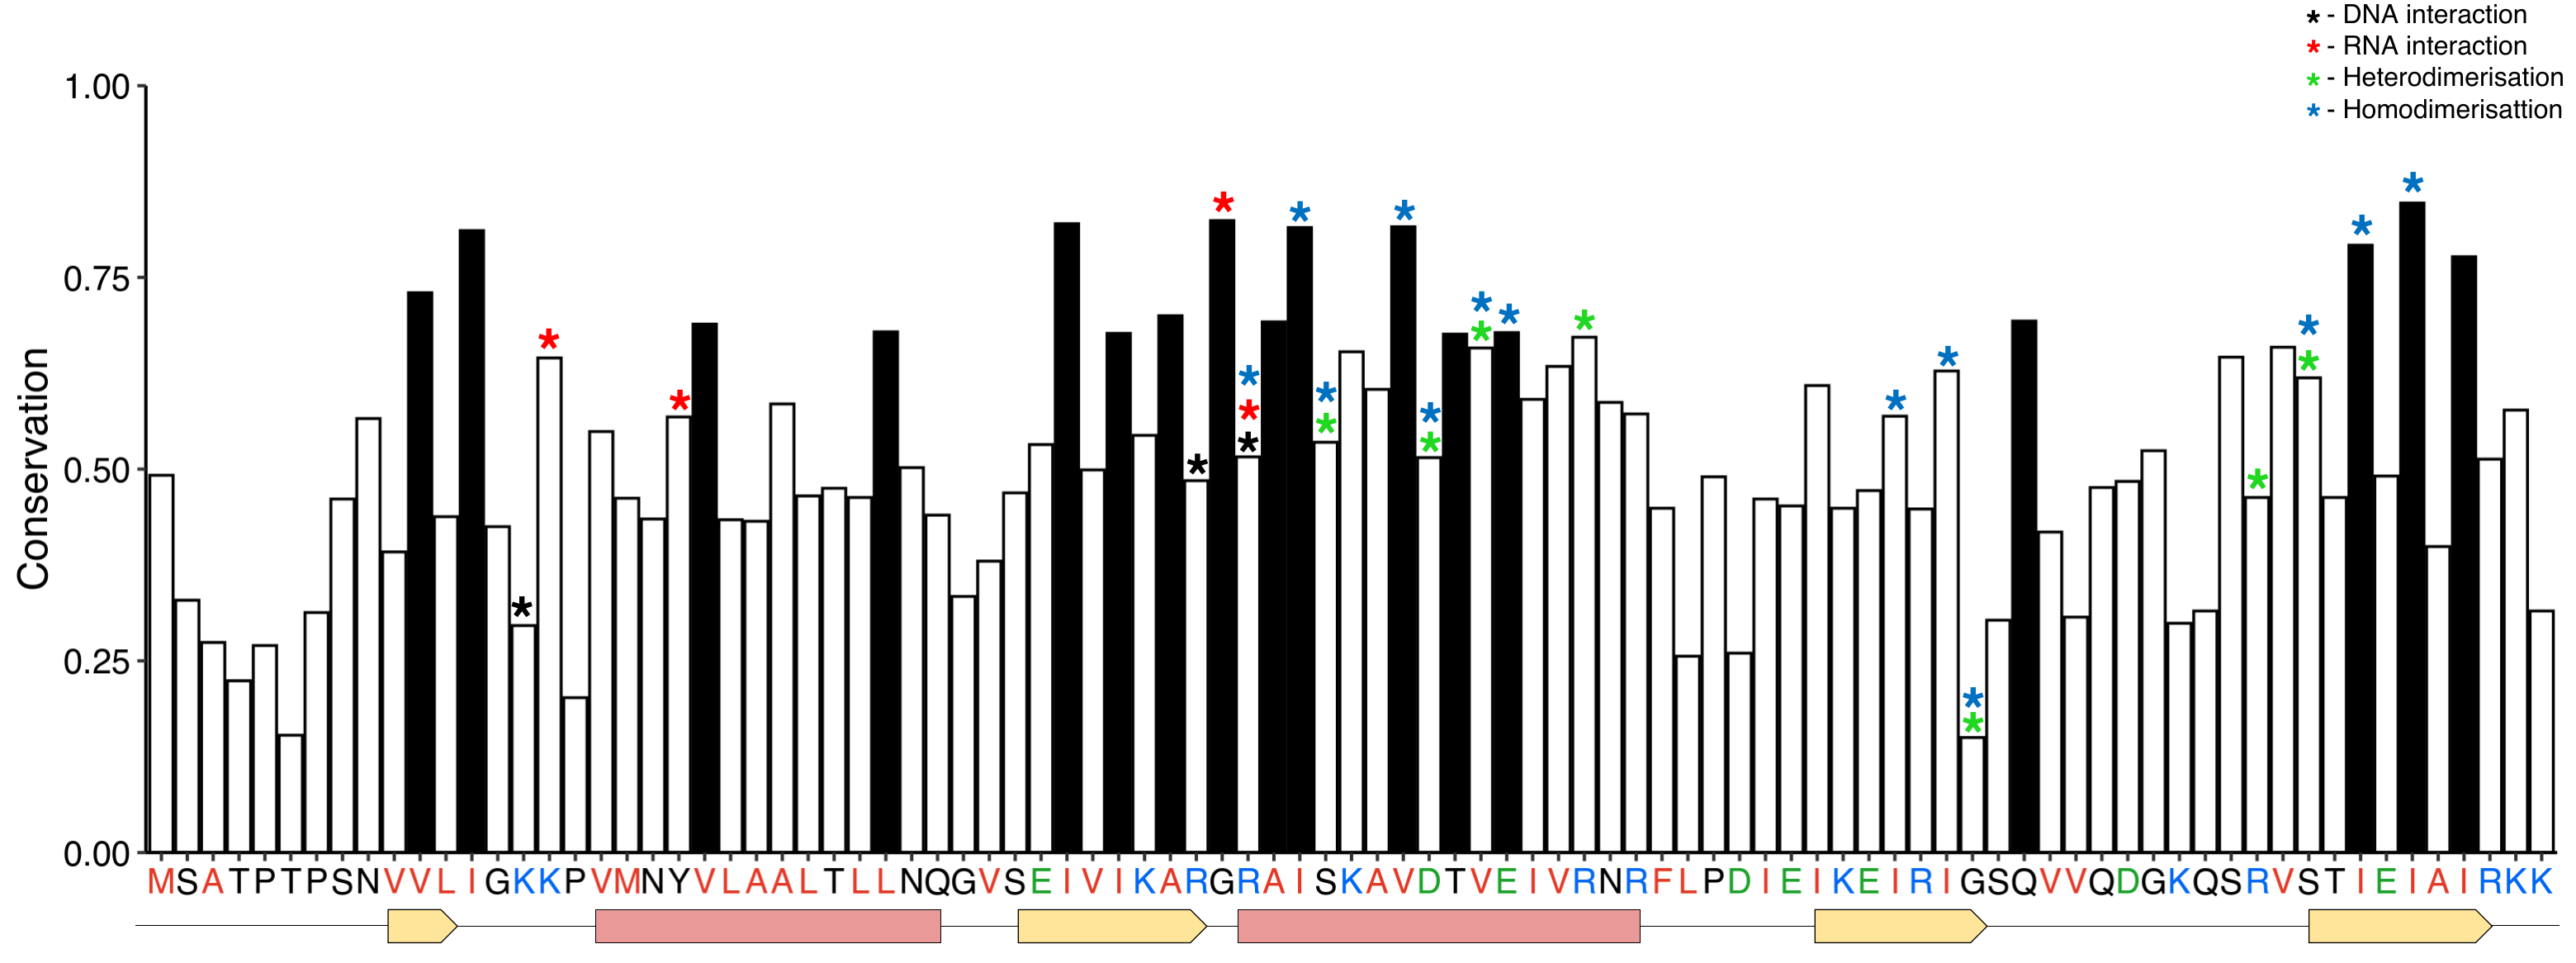 * - DNA interaction
* - RNA interaction
* - Heterodimerisation
* - Homodimerisattion
Conservation
1.00
0.75
0.50
0.25
0.00
MSATPTPSNVVLIGKKPVMNYVLAALTLLNQGVSEIVIKARGRAISKAVDTVEIVRNRFLPDIEIKEIRIGSQVVQDGKQSRVSTIEIAIRKK